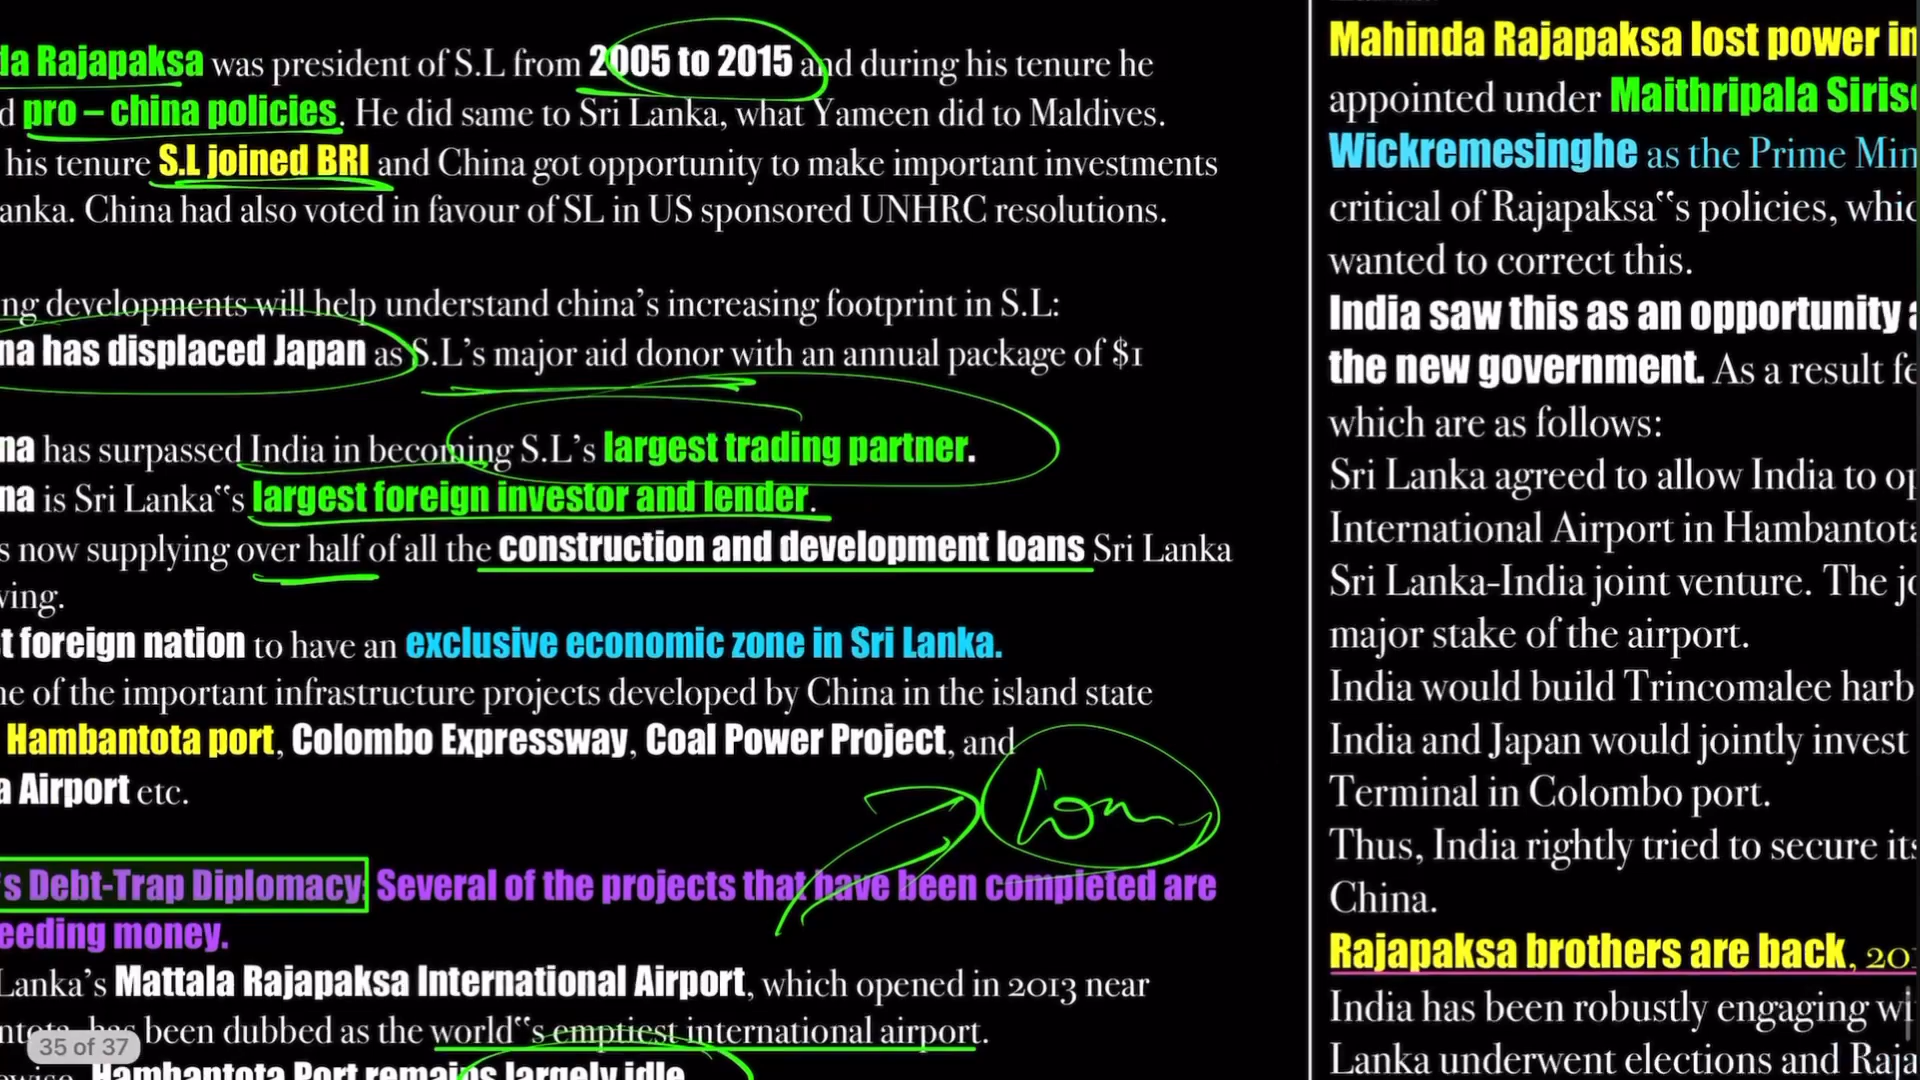 da Rajapaksa was president of S.L from 2005 to 2015 and during his tenure he
d pro – china policies. He did same to Sri Lanka, what Yameen did to Maldives.
his tenure S.L joined BRI and China got opportunity to make important investments
anka. China had also voted in favour of SL in US sponsored UNHRC resolutions.
ng developments will help understand china's increasing footprint in S.L:
na has displaced Japan as S.L's major aid donor with an annual package of $1
na has surpassed India in becoming S.L's largest trading partner.
na is Sri Lanka‟s largest foreign investor and lender.
s now supplying over half of all the construction and development loans Sri Lanka
ving.
t foreign nation to have an exclusive economic zone in Sri Lanka.
ne of the important infrastructure projects developed by China in the island state
Hambantota port, Colombo Expressway, Coal Power Project, and
a Airport etc.
Loan
's Debt-Trap Diplomacy: Several of the projects that have been completed are
eeding money.
Lanka's Mattala Rajapaksa International Airport, which opened in 2013 near
been dubbed as the world‟s emptiest international airport.
35 of 37
Hambantota Port remains largely idle
Mahinda Rajapaksa lost power in
appointed under Maithripala Sirise
Wickremesinghe as the Prime Min
critical of Rajapaksa‟s policies, whic
wanted to correct this.
India saw this as an opportunity a
the new government. As a result fe
which are as follows:
Sri Lanka agreed to allow India to op
International Airport in Hambantota
Sri Lanka-India joint venture. The jo
major stake of the airport.
India would build Trincomalee harb
India and Japan would jointly invest
Terminal in Colombo port.
Thus, India rightly tried to secure its
China.
Rajapaksa brothers are back, 201
India has been robustly engaging wi
Lanka underwent elections and Raja